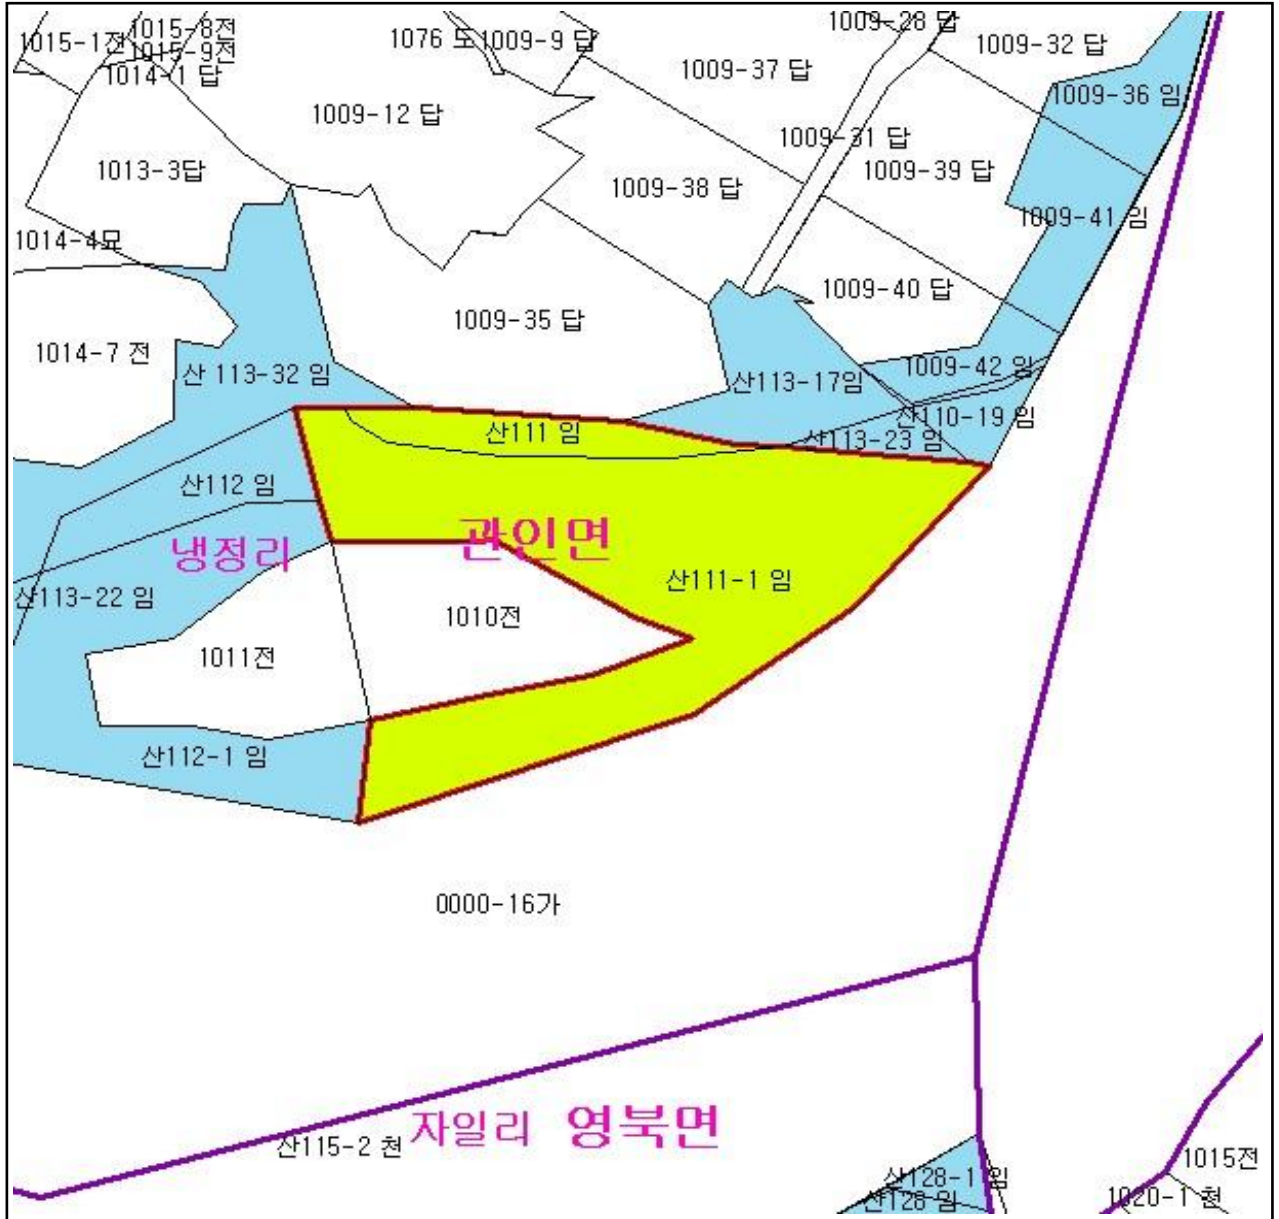 1015-1전
1015-8전
1015-9전
1014-1 답
1076 도
1009-9 답
1009-28 답
1009-32 답
1009-37 답
1009-36 임
1009-12 답
1009-31 답
1013-3답
1009-38 답
1009-39 답
1009-41 임
1014-4묘
1009-40 답
1009-35 답
1014-7 전
산 113-32 임
산113-17임
1009-42 임
산110-19 임
산111 임
산113-23 임
산112 임
냉정리
관인면
산111-1 임
산113-22 임
1010전
1011전
산112-1 임
0000-16가
자일리 영북면
산115-2 천
1015전
산128-1 임
산128 임
1020-1 천